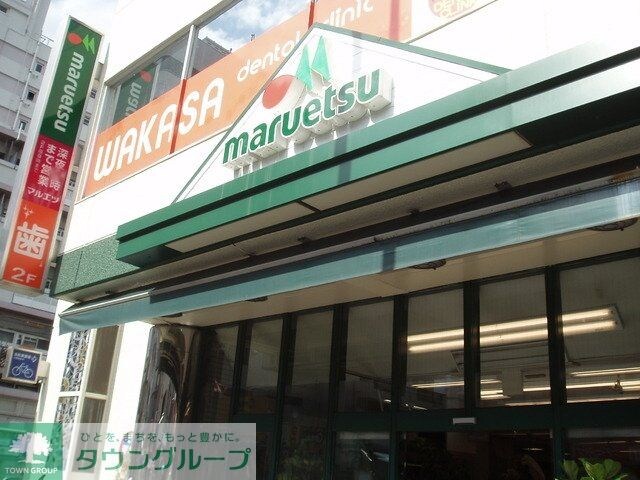 maruetsu
深夜
1時
まで営業
マルエツ
歯
2F
WAKASA dental clinic
maruetsu
TOWN GROUP
ひとを、まちを、もっと豊かに。
タウングループ